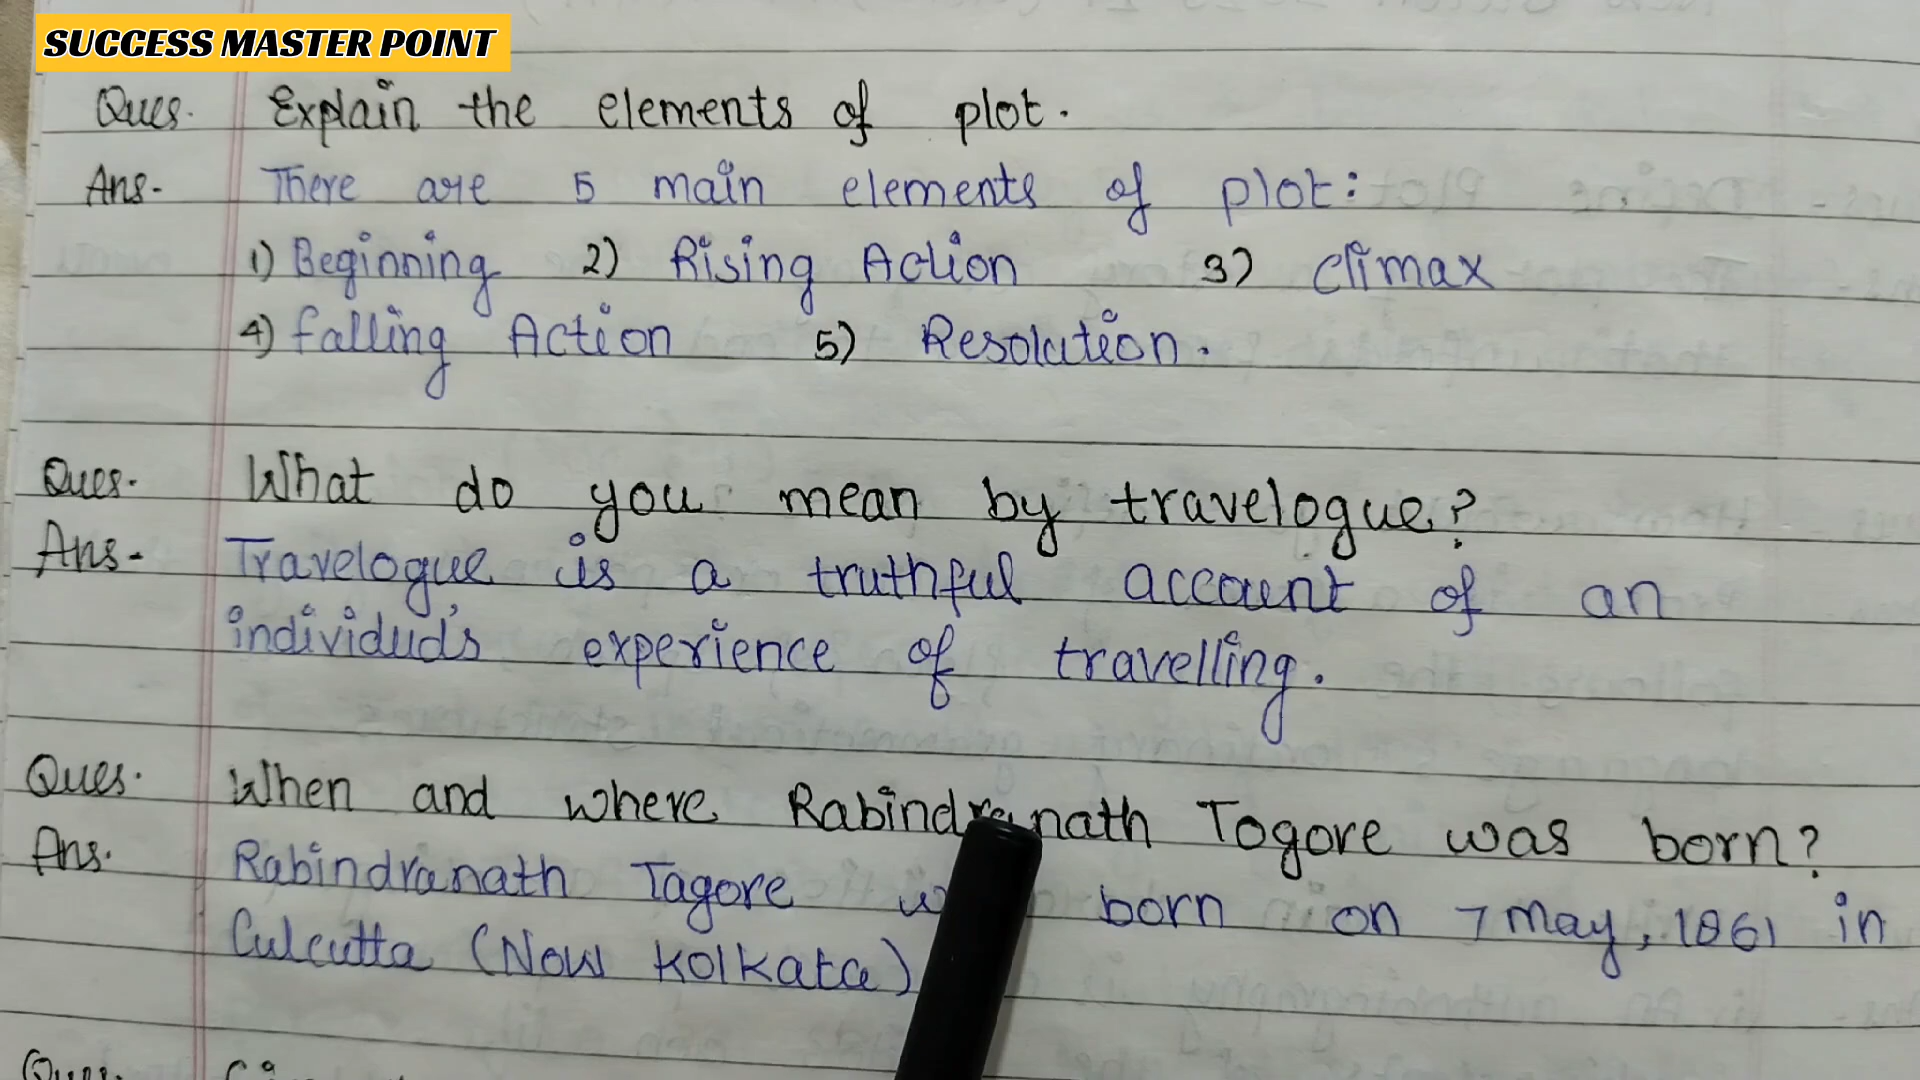 SUCCESS MASTER POINT
Ques. Explain the elements of plot.
Ans- There are 5 main elements of plot:
1) Beginning 2) Rising Action 3) Climax
4) Falling Action 5) Resolution.
Ques. What do you mean by travelogue?
Ans- Travelogue is a truthful account of an
individud's experience of travelling.
Ques. When and where Rabindranath Togore was born?
Ans. Rabindranath Tagore born on 7 May, 1861 in
Culcutta (Now Kolkata)
Ques.